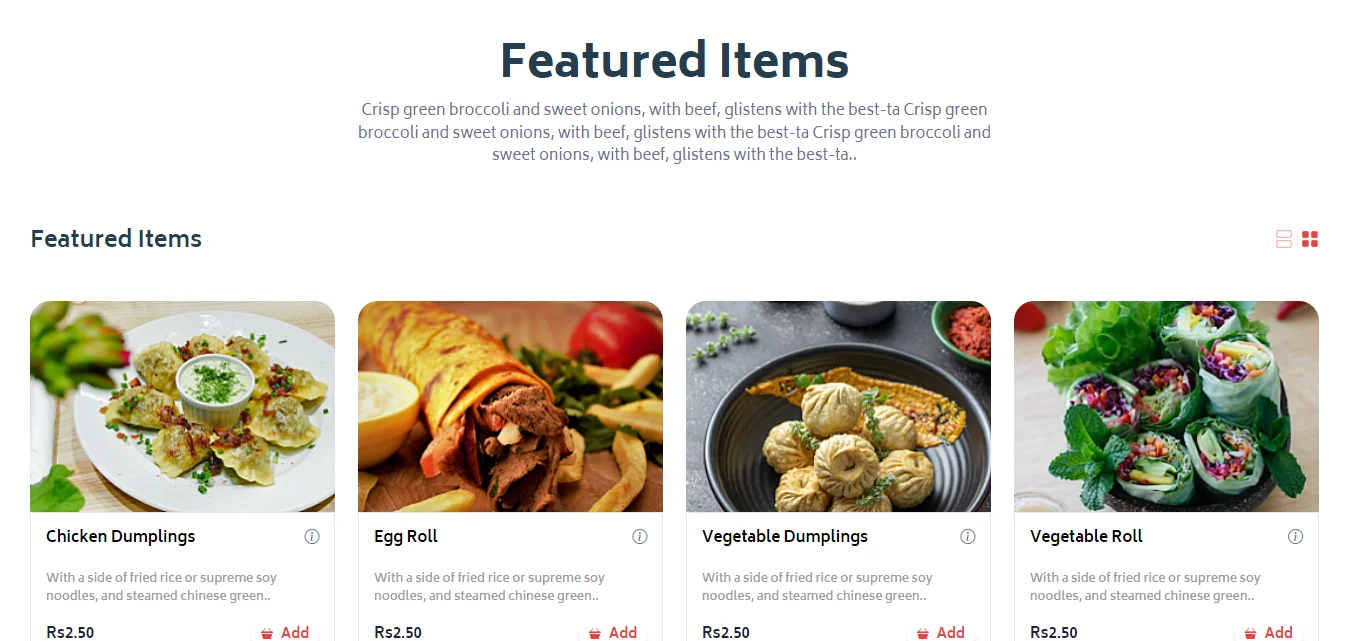 Featured Items
Crisp green broccoli and sweet onions, with beef, glistens with the best-ta Crisp green
broccoli and sweet onions, with beef, glistens with the best-ta Crisp green broccoli and
sweet onions, with beef, glistens with the best-ta..
Featured Items
Chicken Dumplings
With a side of fried rice or supreme soy
noodles, and steamed chinese green..
Rs2.50
Add
Egg Roll
With a side of fried rice or supreme soy
noodles, and steamed chinese green..
Rs2.50
Add
Vegetable Dumplings
With a side of fried rice or supreme soy
noodles, and steamed chinese green..
Rs2.50
Add
Vegetable Roll
With a side of fried rice or supreme soy
noodles, and steamed chinese green..
Rs2.50
Add